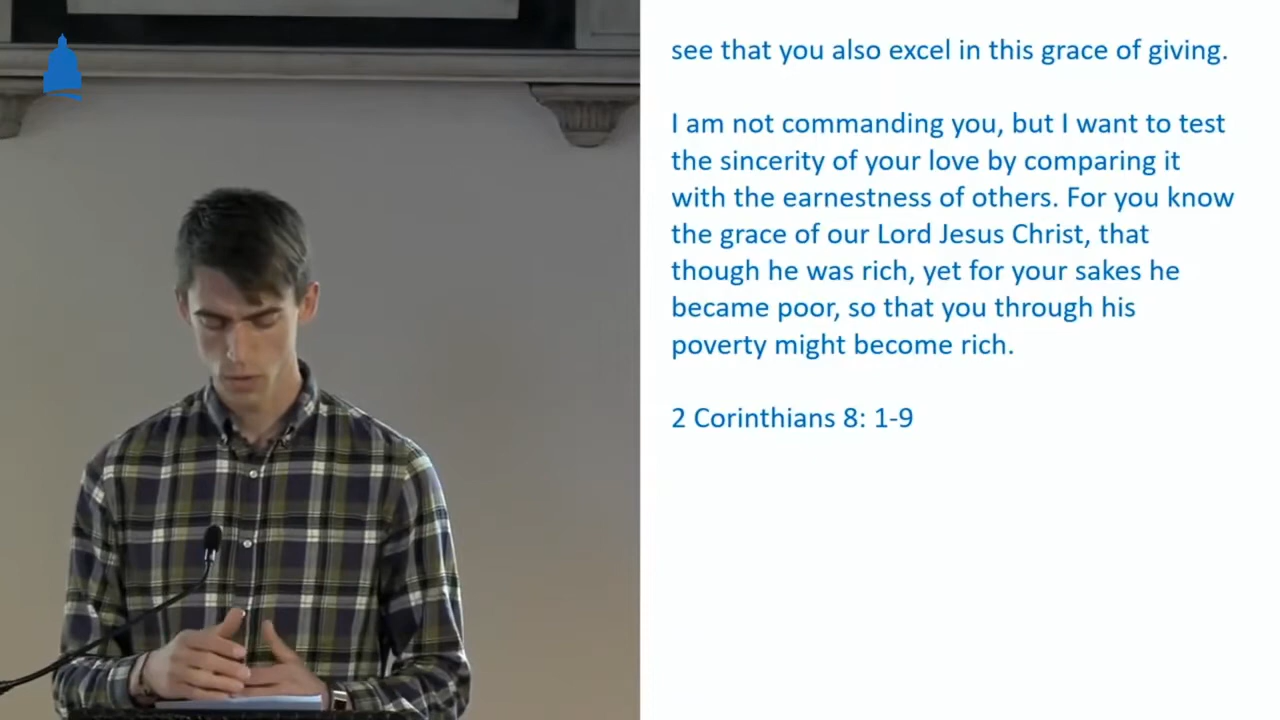 see that you also excel in this grace of giving.
I am not commanding you, but I want to test
the sincerity of your love by comparing it
with the earnestness of others. For you know
the grace of our Lord Jesus Christ, that
though he was rich, yet for your sakes he
became poor, so that you through his
poverty might become rich.
2 Corinthians 8: 1-9